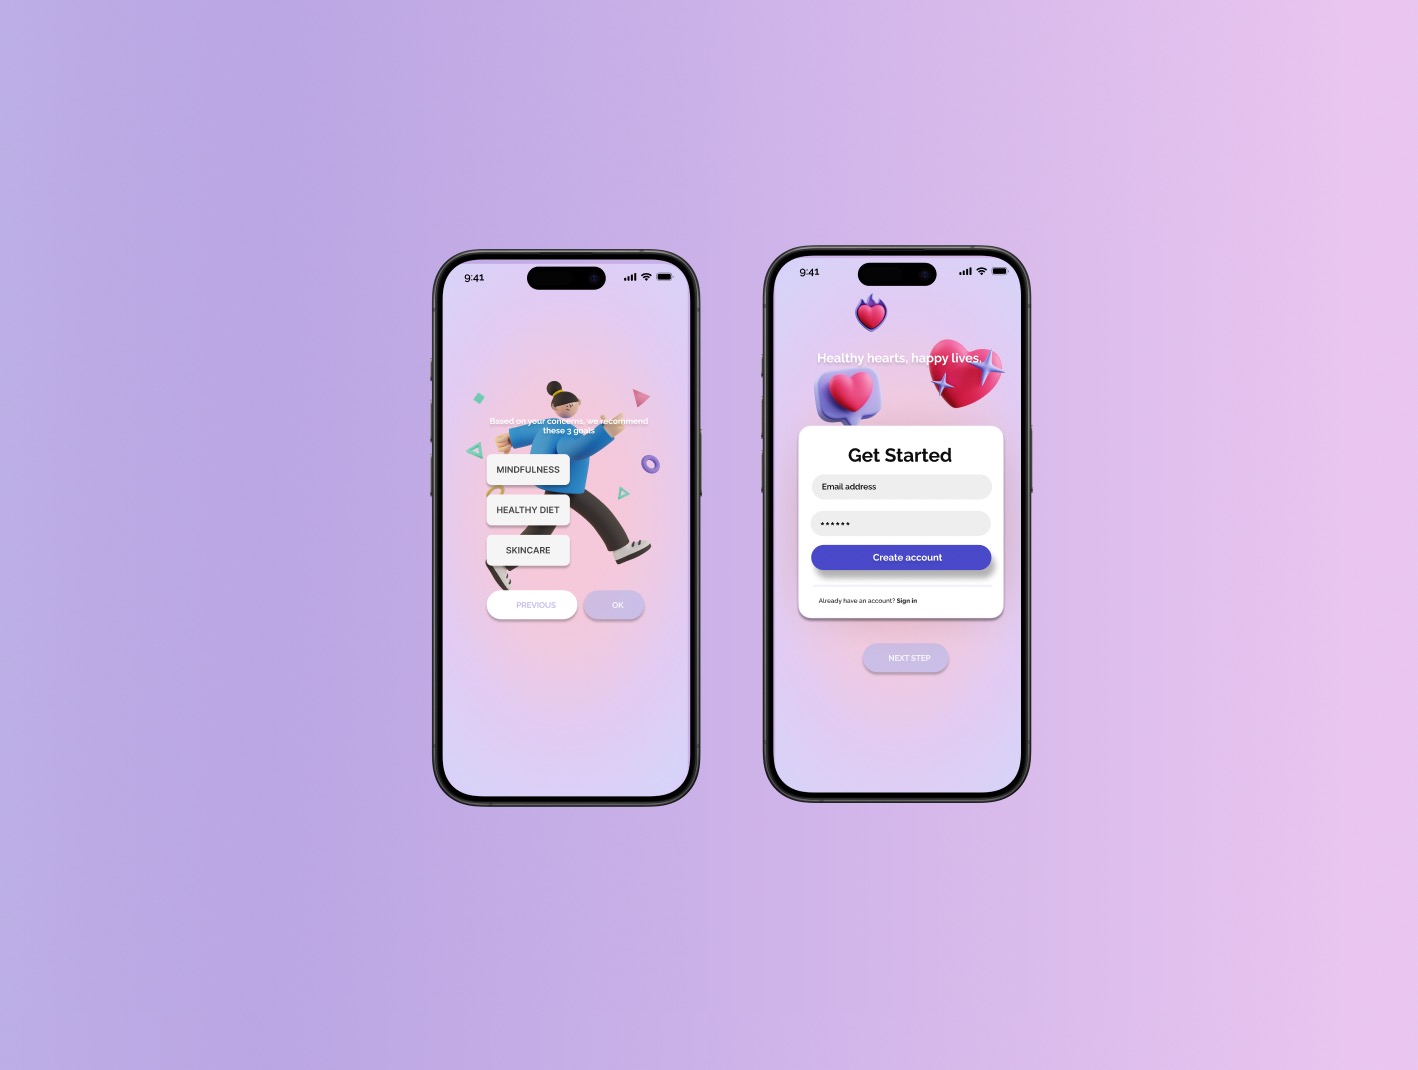 9:41
Based on your concerns, we recommend
these 3 goals
MINDFULNESS
HEALTHY DIET
SKINCARE
PREVIOUS
OK
9:41
Healthy hearts, happy lives.
Get Started
Email address
******
Create account
Already have an account? Sign in
NEXT STEP